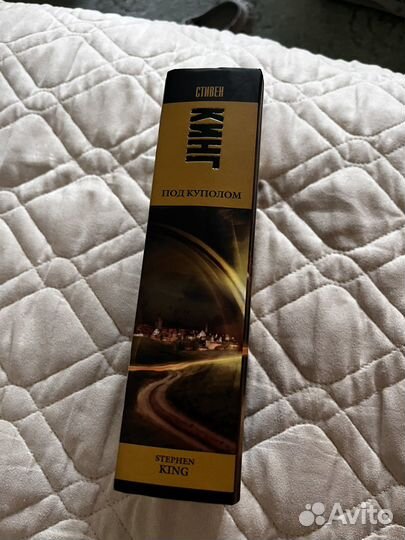 СТИВЕН
КИНГ
ПОД КУПОЛОМ
STEPHEN
KING
Avito